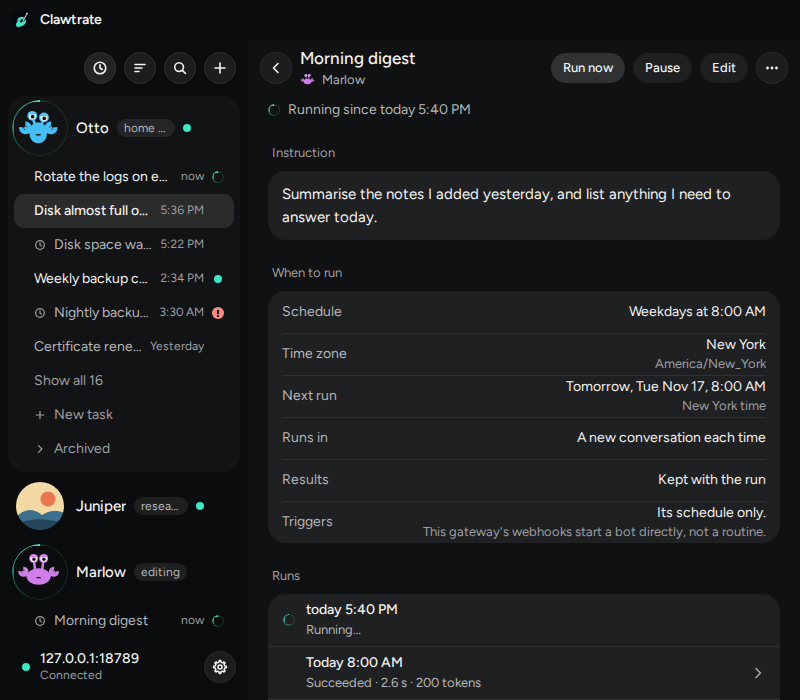 Clawtrate
Otto home ...
Rotate the logs on e... now
Disk almost full o... 5:36 PM
Disk space wa... 5:22 PM
Weekly backup c... 2:34 PM
Nightly backu... 3:30 AM
Certificate rene... Yesterday
Show all 16
New task
Archived
Juniper resea...
Marlow editing
Morning digest now
127.0.0.1:18789
Connected
Morning digest
Marlow
Run now Pause Edit
Running since today 5:40 PM
Instruction
Summarise the notes I added yesterday, and list anything I need to
answer today.
When to run
Schedule Weekdays at 8:00 AM
Time zone New York
America/New_York
Next run Tomorrow, Tue Nov 17, 8:00 AM
New York time
Runs in A new conversation each time
Results Kept with the run
Triggers Its schedule only.
This gateway's webhooks start a bot directly, not a routine.
Runs
today 5:40 PM
Running...
Today 8:00 AM
Succeeded · 2.6 s · 200 tokens